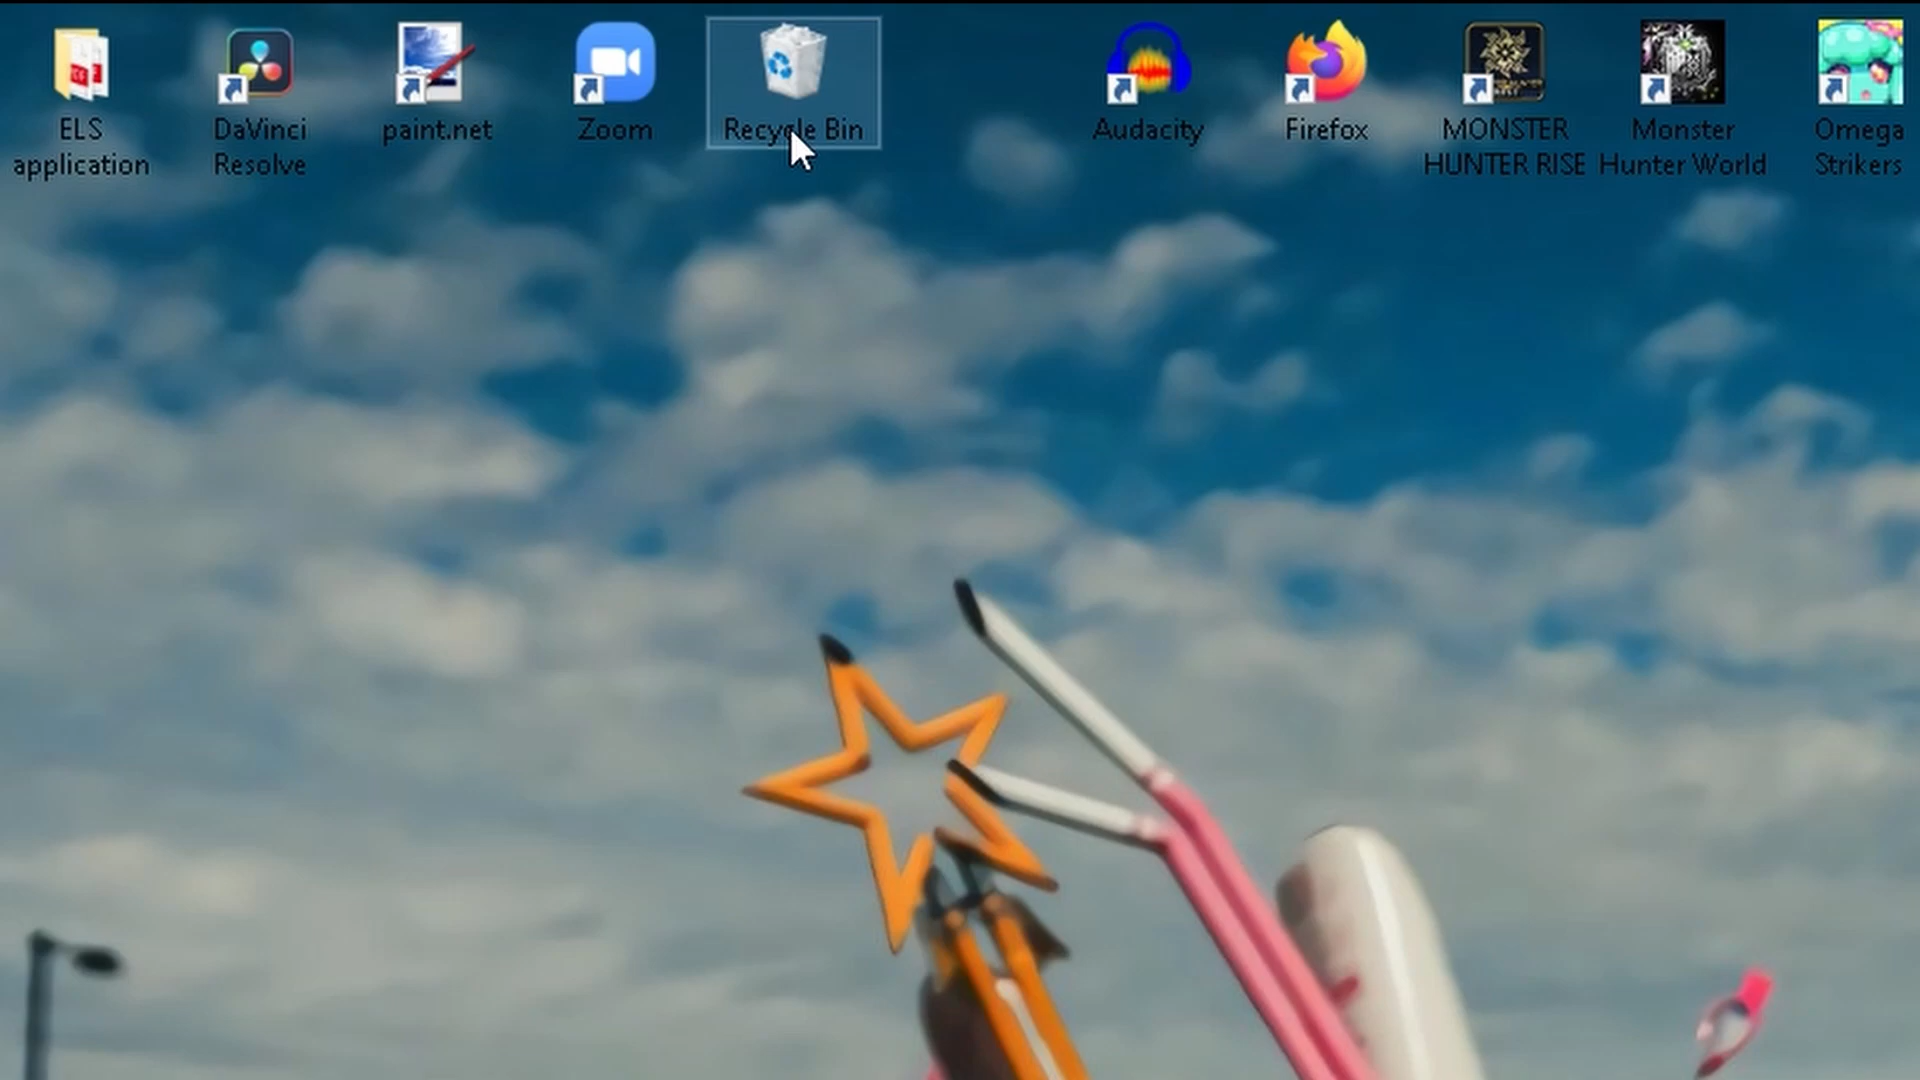 ELS
application
DaVinci
Resolve
paint.net
Zoom
Recycle Bin
Audacity
Firefox
MONSTER
HUNTER RISE
Monster
Hunter World
Omega
Strikers